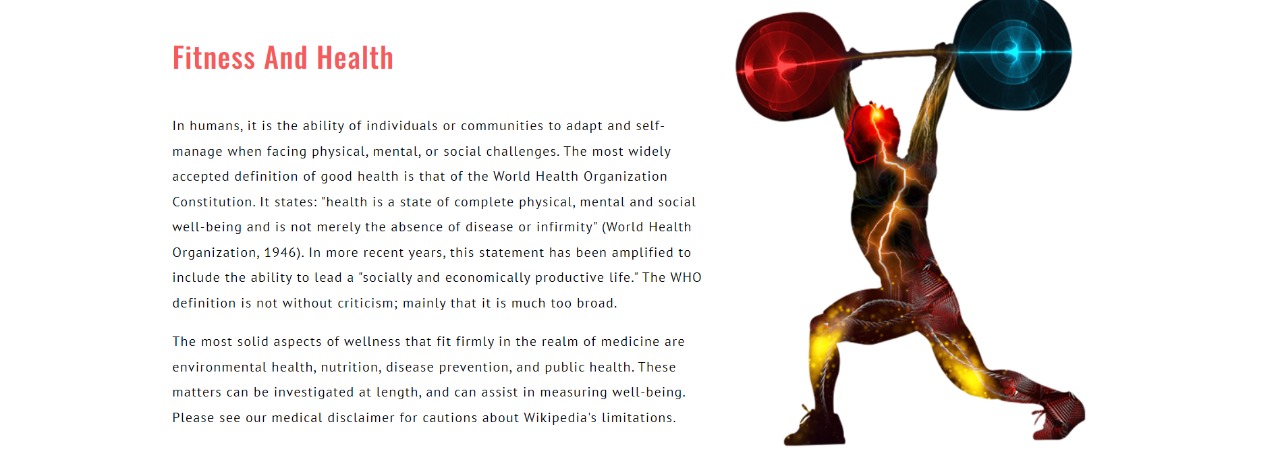 Fitness And Health
In humans, it is the ability of individuals or communities to adapt and self-
manage when facing physical, mental, or social challenges. The most widely
accepted definition of good health is that of the World Health Organization
Constitution. It states: "health is a state of complete physical, mental and social
well-being and is not merely the absence of disease or infirmity" (World Health
Organization, 1946). In more recent years, this statement has been amplified to
include the ability to lead a "socially and economically productive life." The WHO
definition is not without criticism; mainly that it is much too broad.
The most solid aspects of wellness that fit firmly in the realm of medicine are
environmental health, nutrition, disease prevention, and public health. These
matters can be investigated at length, and can assist in measuring well-being.
Please see our medical disclaimer for cautions about Wikipedia's limitations.